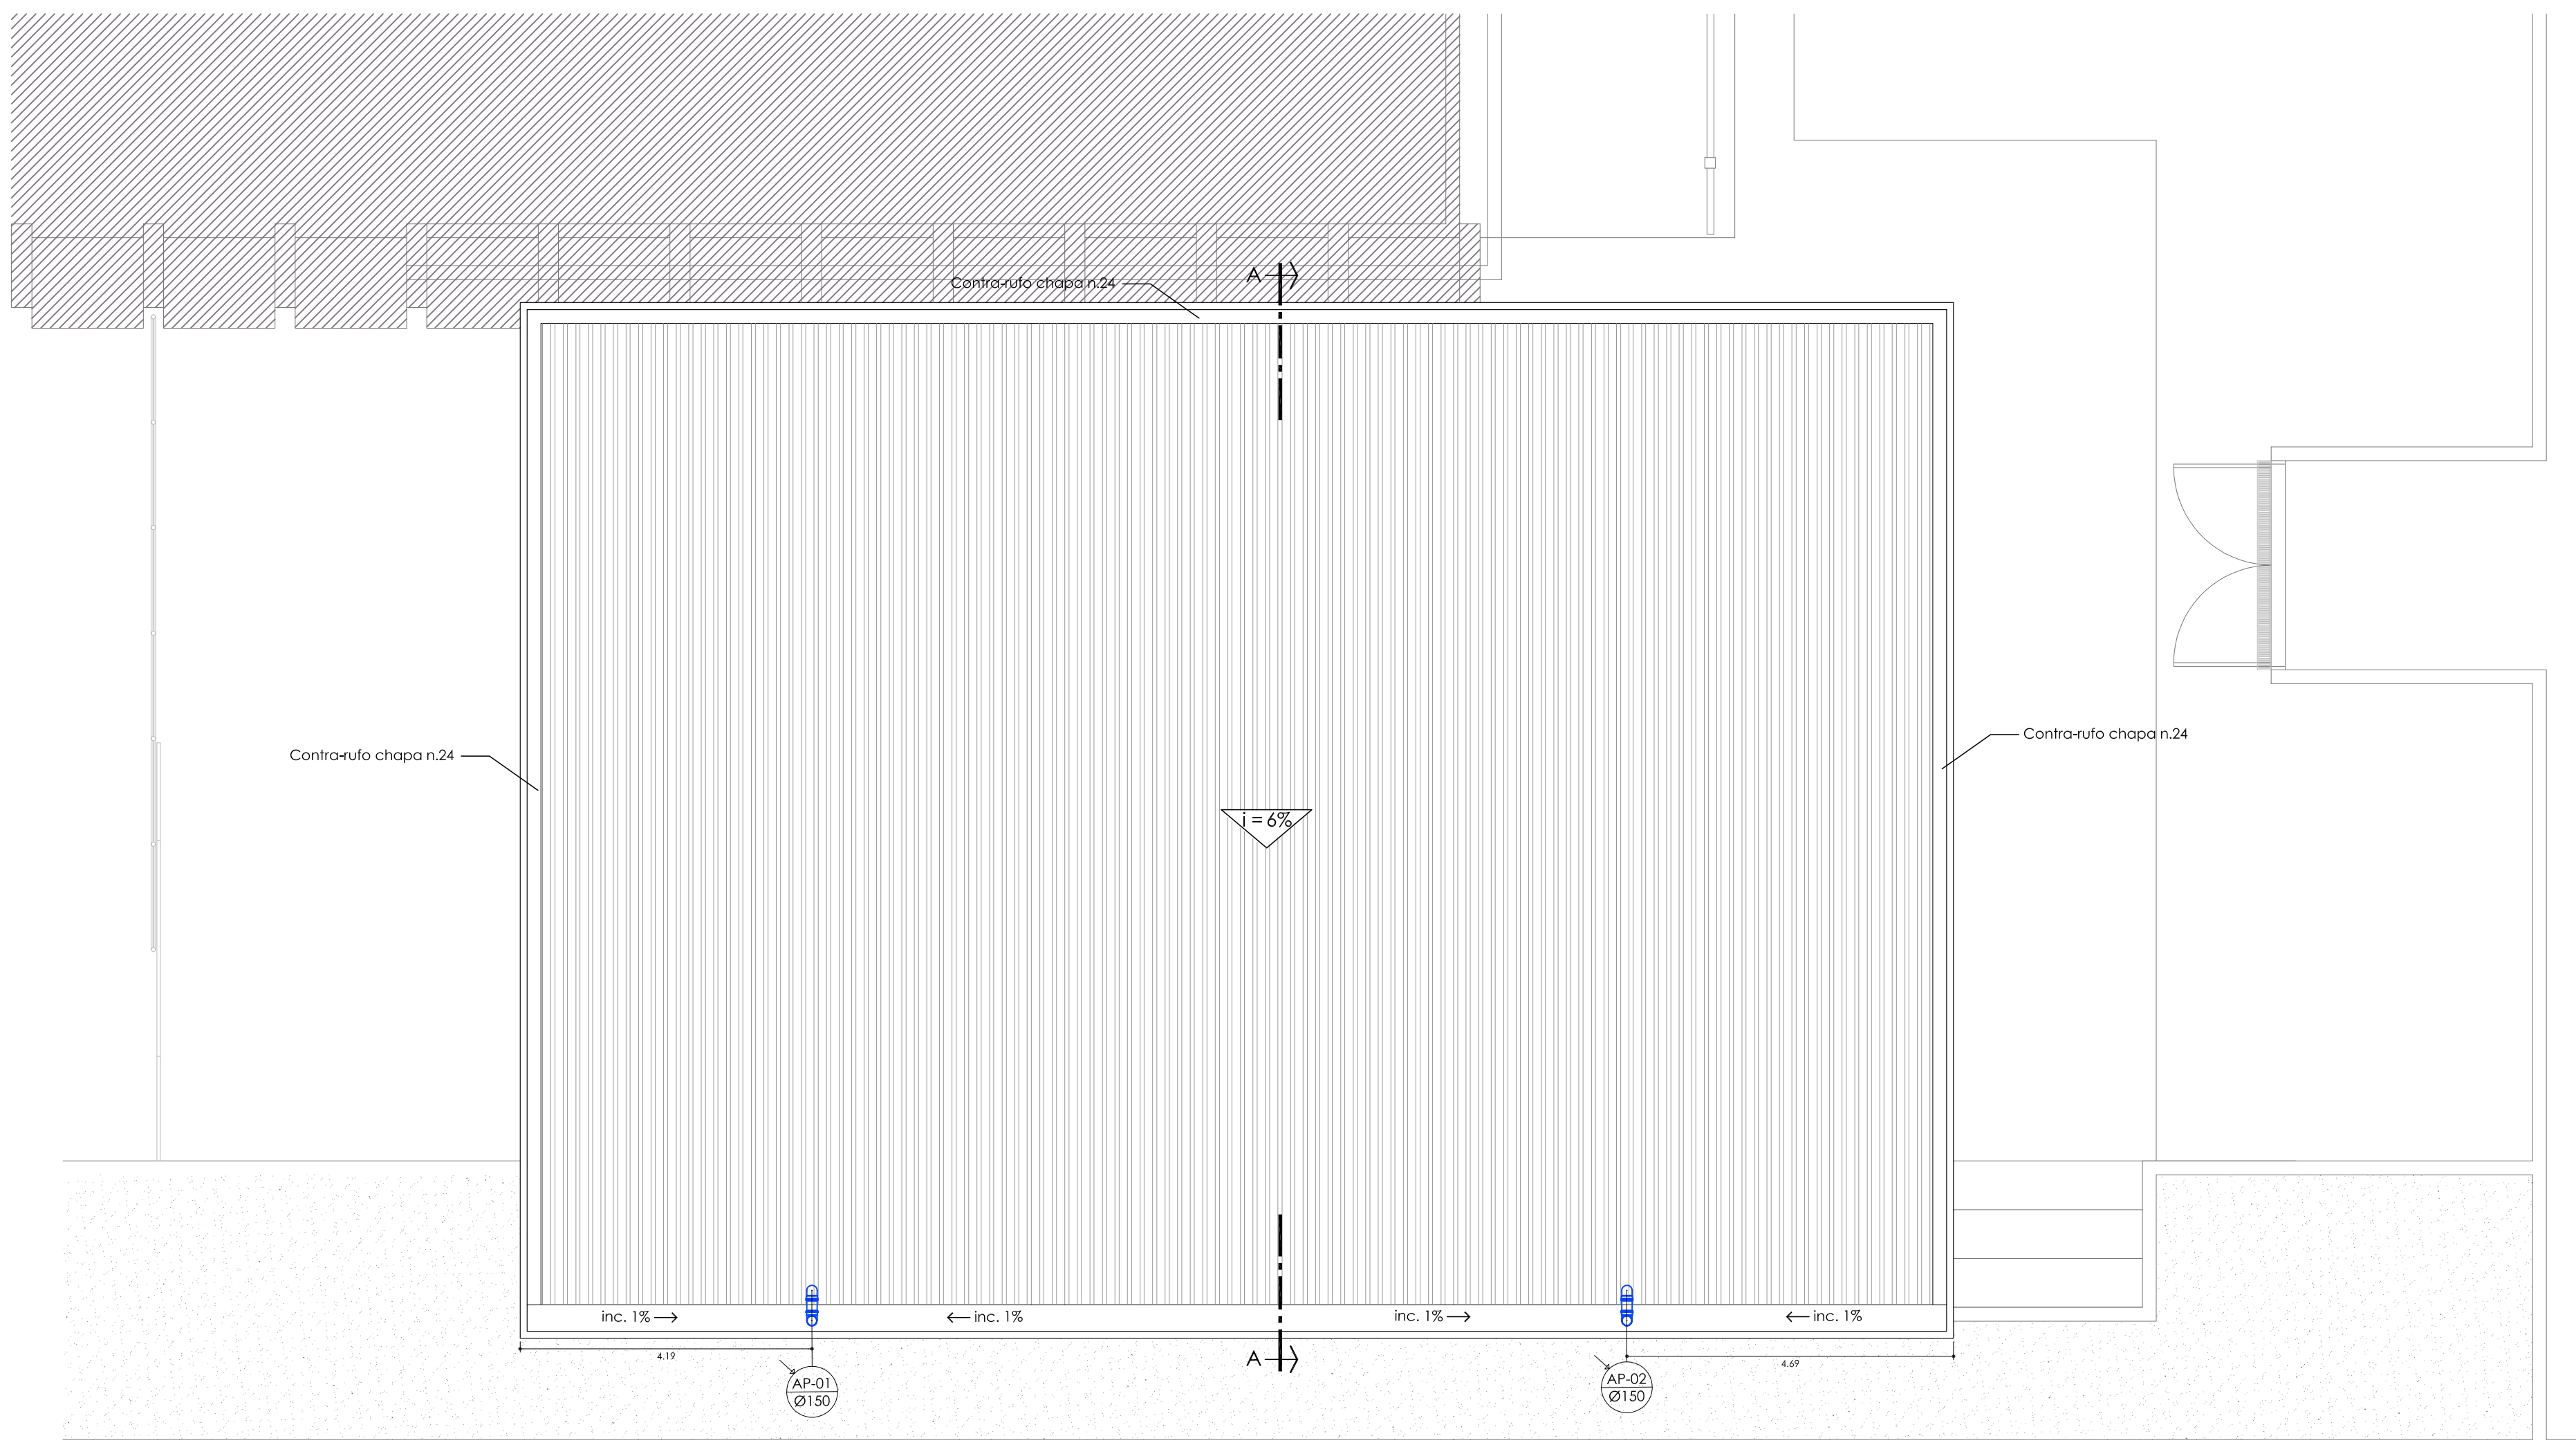 A
Contra-rufo chapa n.24
Contra-rufo chapa n.24
Contra-rufo chapa n.24
i = 6%
inc. 1%
inc. 1%
inc. 1%
inc. 1%
4.19
A
4.69
AP-01
Ø150
AP-02
Ø150